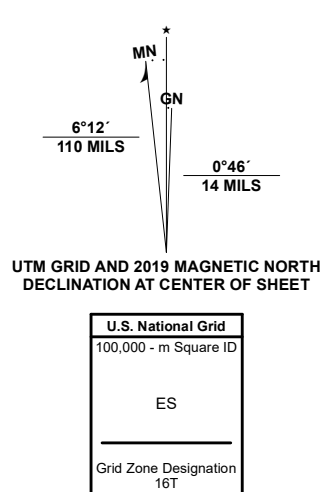 ★
MN
GN
6°12´
110 MILS
0°46´
14 MILS
UTM GRID AND 2019 MAGNETIC NORTH
DECLINATION AT CENTER OF SHEET
U.S. National Grid
100,000 - m Square ID
ES
Grid Zone Designation
16T